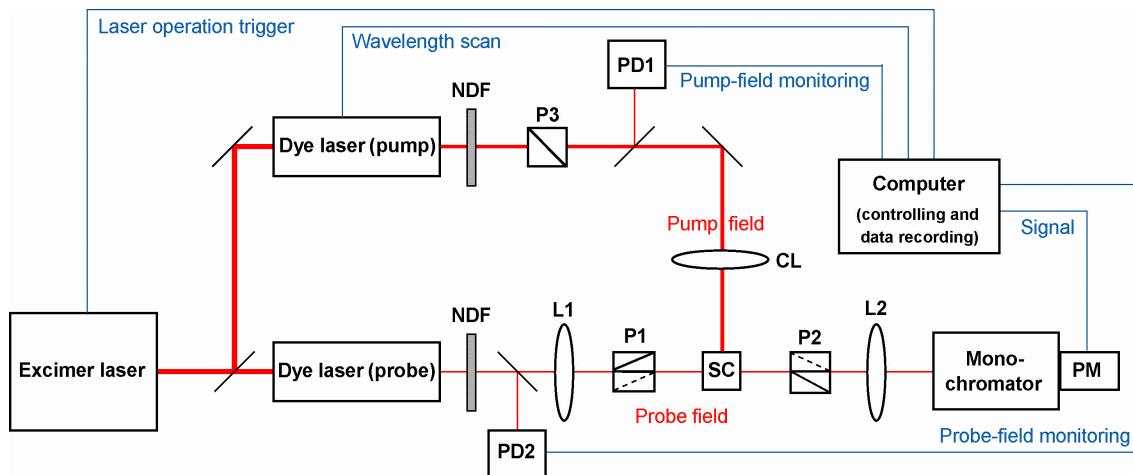 Laser operation trigger
Wavelength scan
PD1
Pump-field monitoring
NDF
P3
Dye laser (pump)
Computer
(controlling and
data recording)
Pump field
Signal
CL
L1
L2
NDF
P1
P2
Excimer laser
Dye laser (probe)
SC
Mono-
chromator
PM
Probe field
Probe-field monitoring
PD2